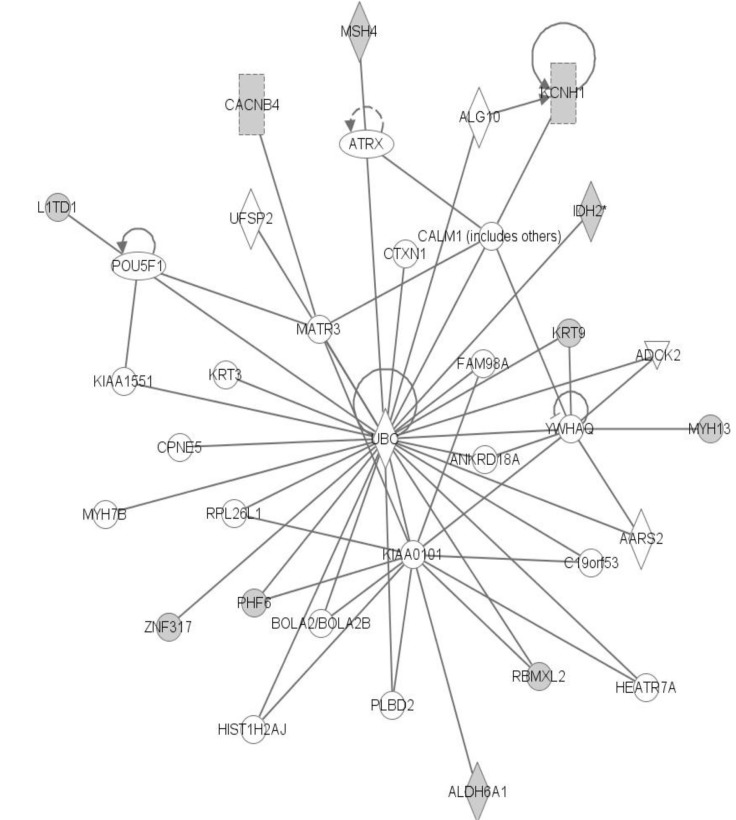 MSH4
CACNB4
KCNH1
ALG10
ATRX
L1TD1
UFSP2
IDH2*
CALM1 (includes others)
CTXN1
POU5F1
MATR3
KRT9
FAM98A
ADCK2
KIAA1551
KRT3
YWHAQ
MYH13
UBC
CPNE5
ANKRD18A
MYH7B
RPL26L1
AARS2
KIAA0101
C19orf53
PHF6
BOLA2/BOLA2B
ZNF317
RBMXL2
HEATR7A
PLBD2
HIST1H2AJ
ALDH6A1